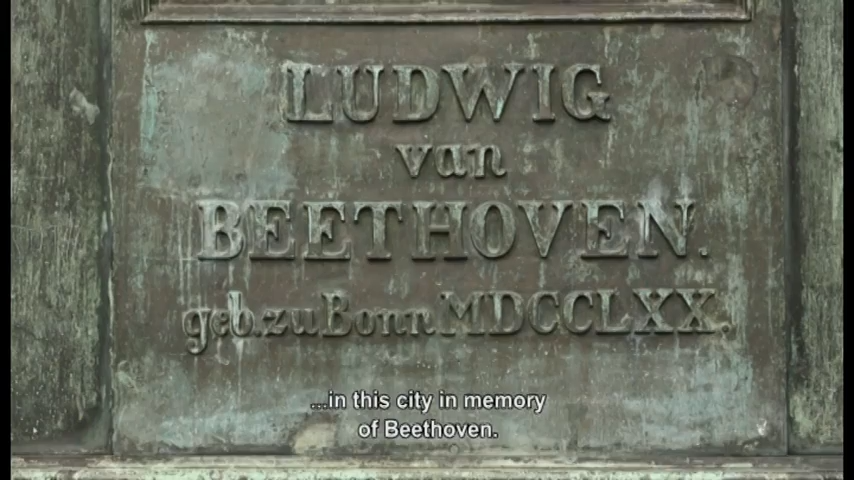 LUDWIG
van
BEETHOVEN.
geb. zu Bonn MDCCLXX.
...in this city in memory
of Beethoven.